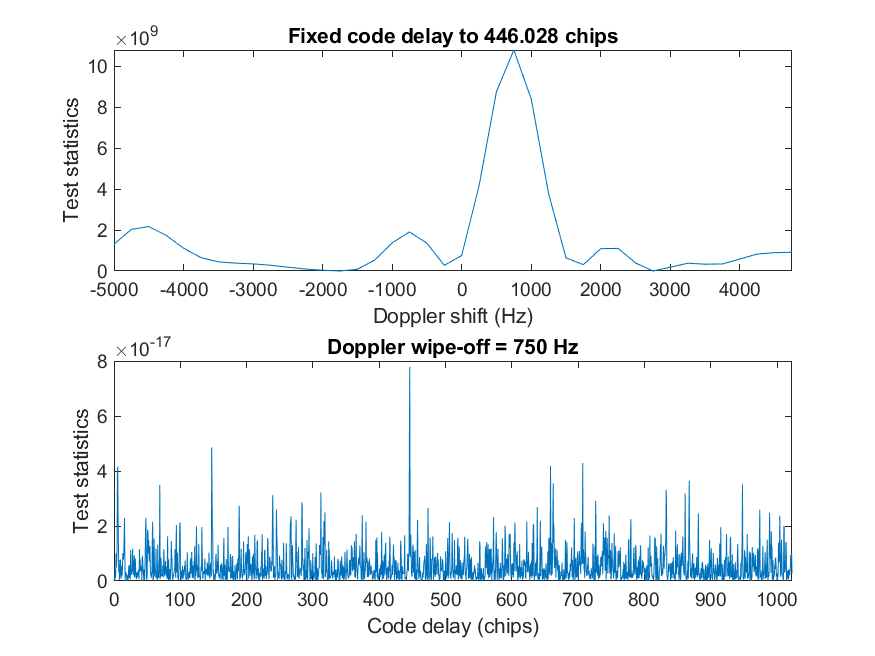 ×10⁹
Fixed code delay to 446.028 chips
10
8
6
4
2
0
Test statistics
-5000 -4000 -3000 -2000 -1000 0 1000 2000 3000 4000
Doppler shift (Hz)
×10⁻¹⁷
Doppler wipe-off = 750 Hz
8
6
4
2
0
Test statistics
0 100 200 300 400 500 600 700 800 900 1000
Code delay (chips)